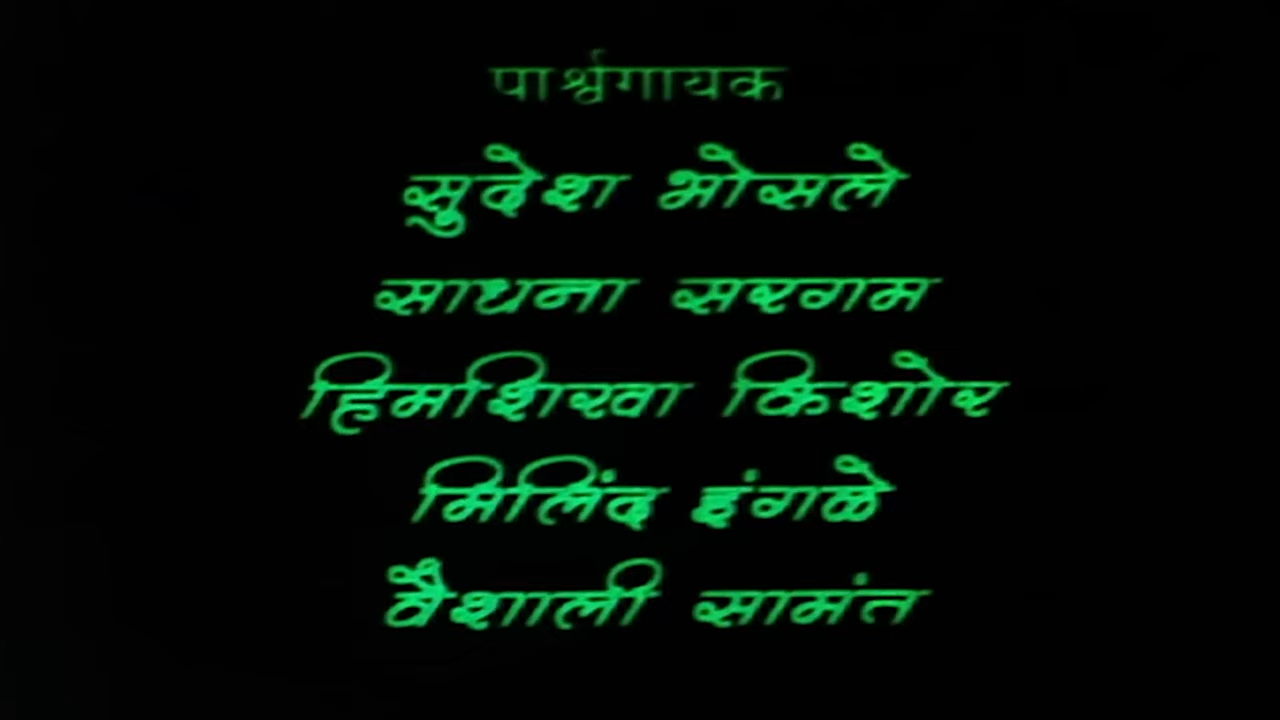 पार्श्वगायक
सुदेश भोसले
साधना सरगम
हिमशिखा किशोर
मिलिंद इंगळे
वैशाली सामंत